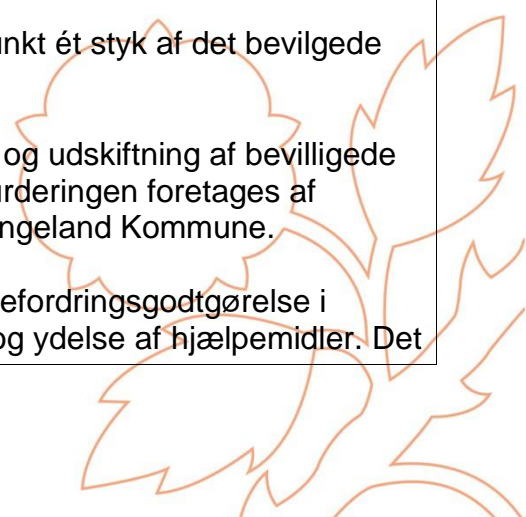 unkt ét styk af det bevilgede
og udskiftning af bevilligede
urderingen foretages af
ngeland Kommune.
efordringsgodtgørelse i
og ydelse af hjælpemidler. Det